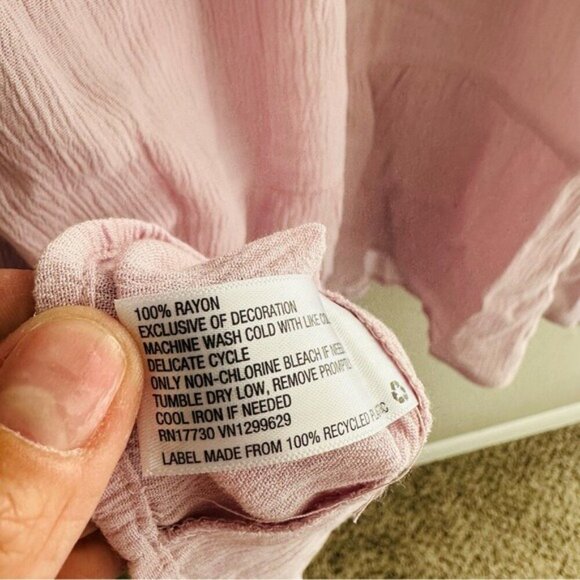 100% RAYON
EXCLUSIVE OF DECORATION
MACHINE WASH COLD WITH LIKE
DELICATE CYCLE
ONLY NON-CHLORINE BLEACH IF
TUMBLE DRY LOW, REMOVE
COOL IRON IF NEEDED
RN17730 VN1299629
LABEL MADE FROM 100% RECYCLED